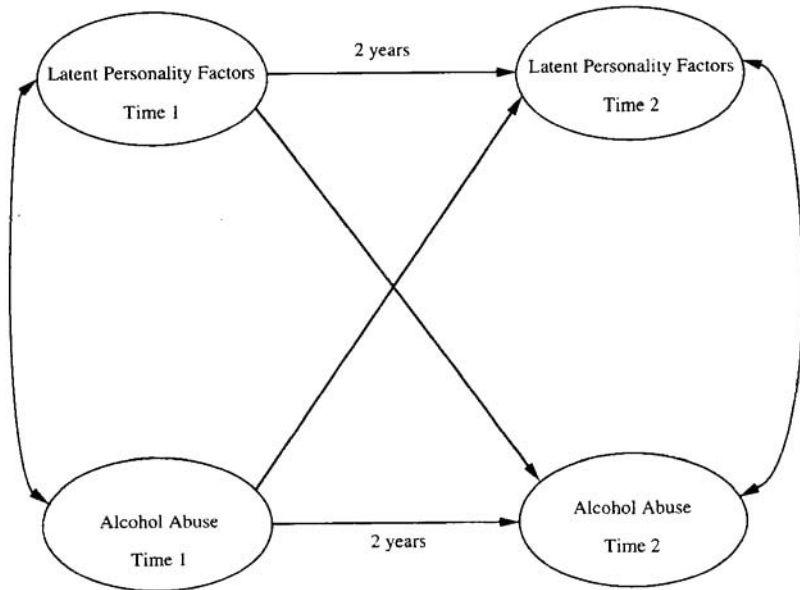 2 years
Latent Personality Factors
Time 1
Latent Personality Factors
Time 2
Alcohol Abuse
Time 1
Alcohol Abuse
Time 2
2 years